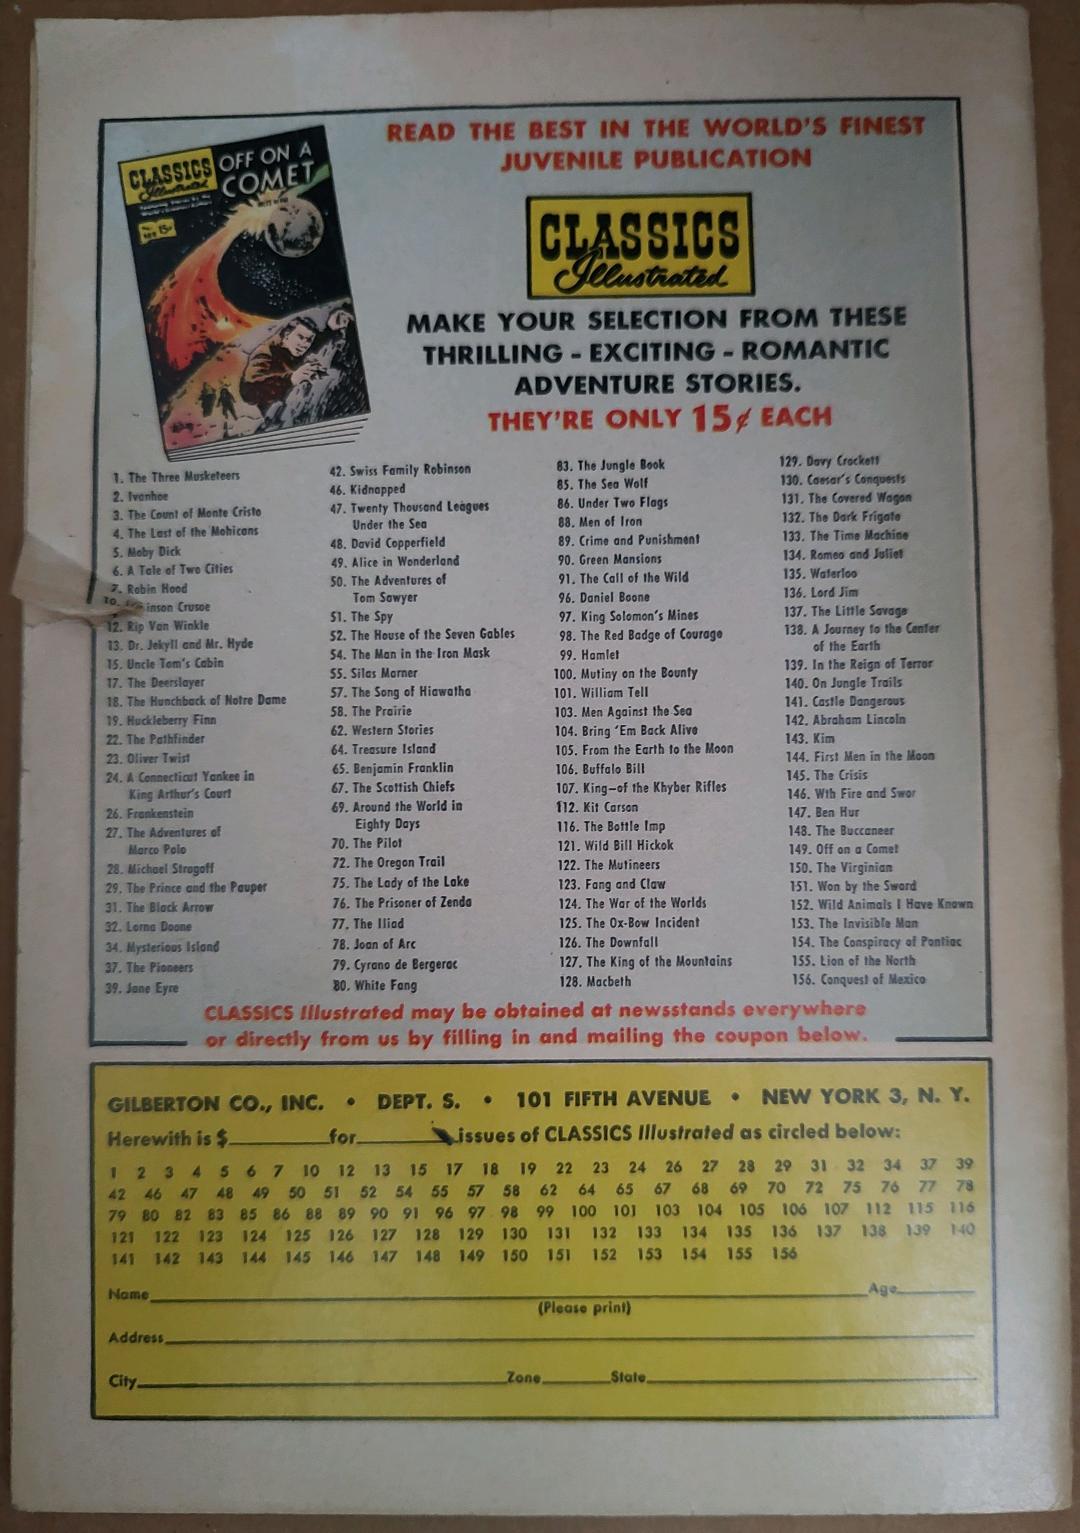 CLASSICS
Illustrated
OFF ON A
COMET
15¢
READ THE BEST IN THE WORLD'S FINEST
JUVENILE PUBLICATION
CLASSICS
Illustrated
MAKE YOUR SELECTION FROM THESE
THRILLING - EXCITING - ROMANTIC
ADVENTURE STORIES.
THEY'RE ONLY 15¢ EACH
1. The Three Musketeers
2. Ivanhoe
3. The Count of Monte Cristo
4. The Last of the Mohicans
5. Moby Dick
6. A Tale of Two Cities
7. Robin Hood
10. inson Crusoe
12. Rip Van Winkle
13. Dr. Jekyll and Mr. Hyde
15. Uncle Tom's Cabin
17. The Deerslayer
18. The Hunchback of Notre Dame
19. Huckleberry Finn
22. The Pathfinder
23. Oliver Twist
24. A Connecticut Yankee in
King Arthur's Court
26. Frankenstein
27. The Adventures of
Marco Polo
28. Michael Strogoff
29. The Prince and the Pauper
31. The Black Arrow
32. Lorna Doone
34. Mysterious Island
37. The Pioneers
39. Jane Eyre
42. Swiss Family Robinson
46. Kidnapped
47. Twenty Thousand Leagues
Under the Sea
48. David Copperfield
49. Alice in Wonderland
50. The Adventures of
Tom Sawyer
51. The Spy
52. The House of the Seven Gables
54. The Man in the Iron Mask
55. Silas Marner
57. The Song of Hiawatha
58. The Prairie
62. Western Stories
64. Treasure Island
65. Benjamin Franklin
67. The Scottish Chiefs
69. Around the World in
Eighty Days
70. The Pilot
72. The Oregon Trail
75. The Lady of the Lake
76. The Prisoner of Zenda
77. The Iliad
78. Joan of Arc
79. Cyrano de Bergerac
80. White Fang
83. The Jungle Book
85. The Sea Wolf
86. Under Two Flags
88. Men of Iron
89. Crime and Punishment
90. Green Mansions
91. The Call of the Wild
96. Daniel Boone
97. King Solomon's Mines
98. The Red Badge of Courage
99. Hamlet
100. Mutiny on the Bounty
101. William Tell
103. Men Against the Sea
104. Bring 'Em Back Alive
105. From the Earth to the Moon
106. Buffalo Bill
107. King—of the Khyber Rifles
112. Kit Carson
116. The Bottle Imp
121. Wild Bill Hickok
122. The Mutineers
123. Fang and Claw
124. The War of the Worlds
125. The Ox-Bow Incident
126. The Downfall
127. The King of the Mountains
128. Macbeth
129. Davy Crockett
130. Caesar's Conquests
131. The Covered Wagon
132. The Dark Frigate
133. The Time Machine
134. Romeo and Juliet
135. Waterloo
136. Lord Jim
137. The Little Savage
138. A Journey to the Center
of the Earth
139. In the Reign of Terror
140. On Jungle Trails
141. Castle Dangerous
142. Abraham Lincoln
143. Kim
144. First Men in the Moon
145. The Crisis
146. Wth Fire and Swor
147. Ben Hur
148. The Buccaneer
149. Off on a Comet
150. The Virginian
151. Won by the Sword
152. Wild Animals I Have Known
153. The Invisible Man
154. The Conspiracy of Pontiac
155. Lion of the North
156. Conquest of Mexico
CLASSICS Illustrated may be obtained at newsstands everywhere
or directly from us by filling in and mailing the coupon below.
GILBERTON CO., INC. • DEPT. S. • 101 FIFTH AVENUE • NEW YORK 3, N. Y.
Herewith is $ for issues of CLASSICS Illustrated as circled below:
1 2 3 4 5 6 7 10 12 13 15 17 18 19 22 23 24 26 27 28 29 31 32 34 37 39
42 46 47 48 49 50 51 52 54 55 57 58 62 64 65 67 68 69 70 72 75 76 77 78
79 80 82 83 85 86 88 89 90 91 96 97 98 99 100 101 103 104 105 106 107 112 115 116
121 122 123 124 125 126 127 128 129 130 131 132 133 134 135 136 137 138 139 140
141 142 143 144 145 146 147 148 149 150 151 152 153 154 155 156
Name Age
(Please print)
Address
City Zone State